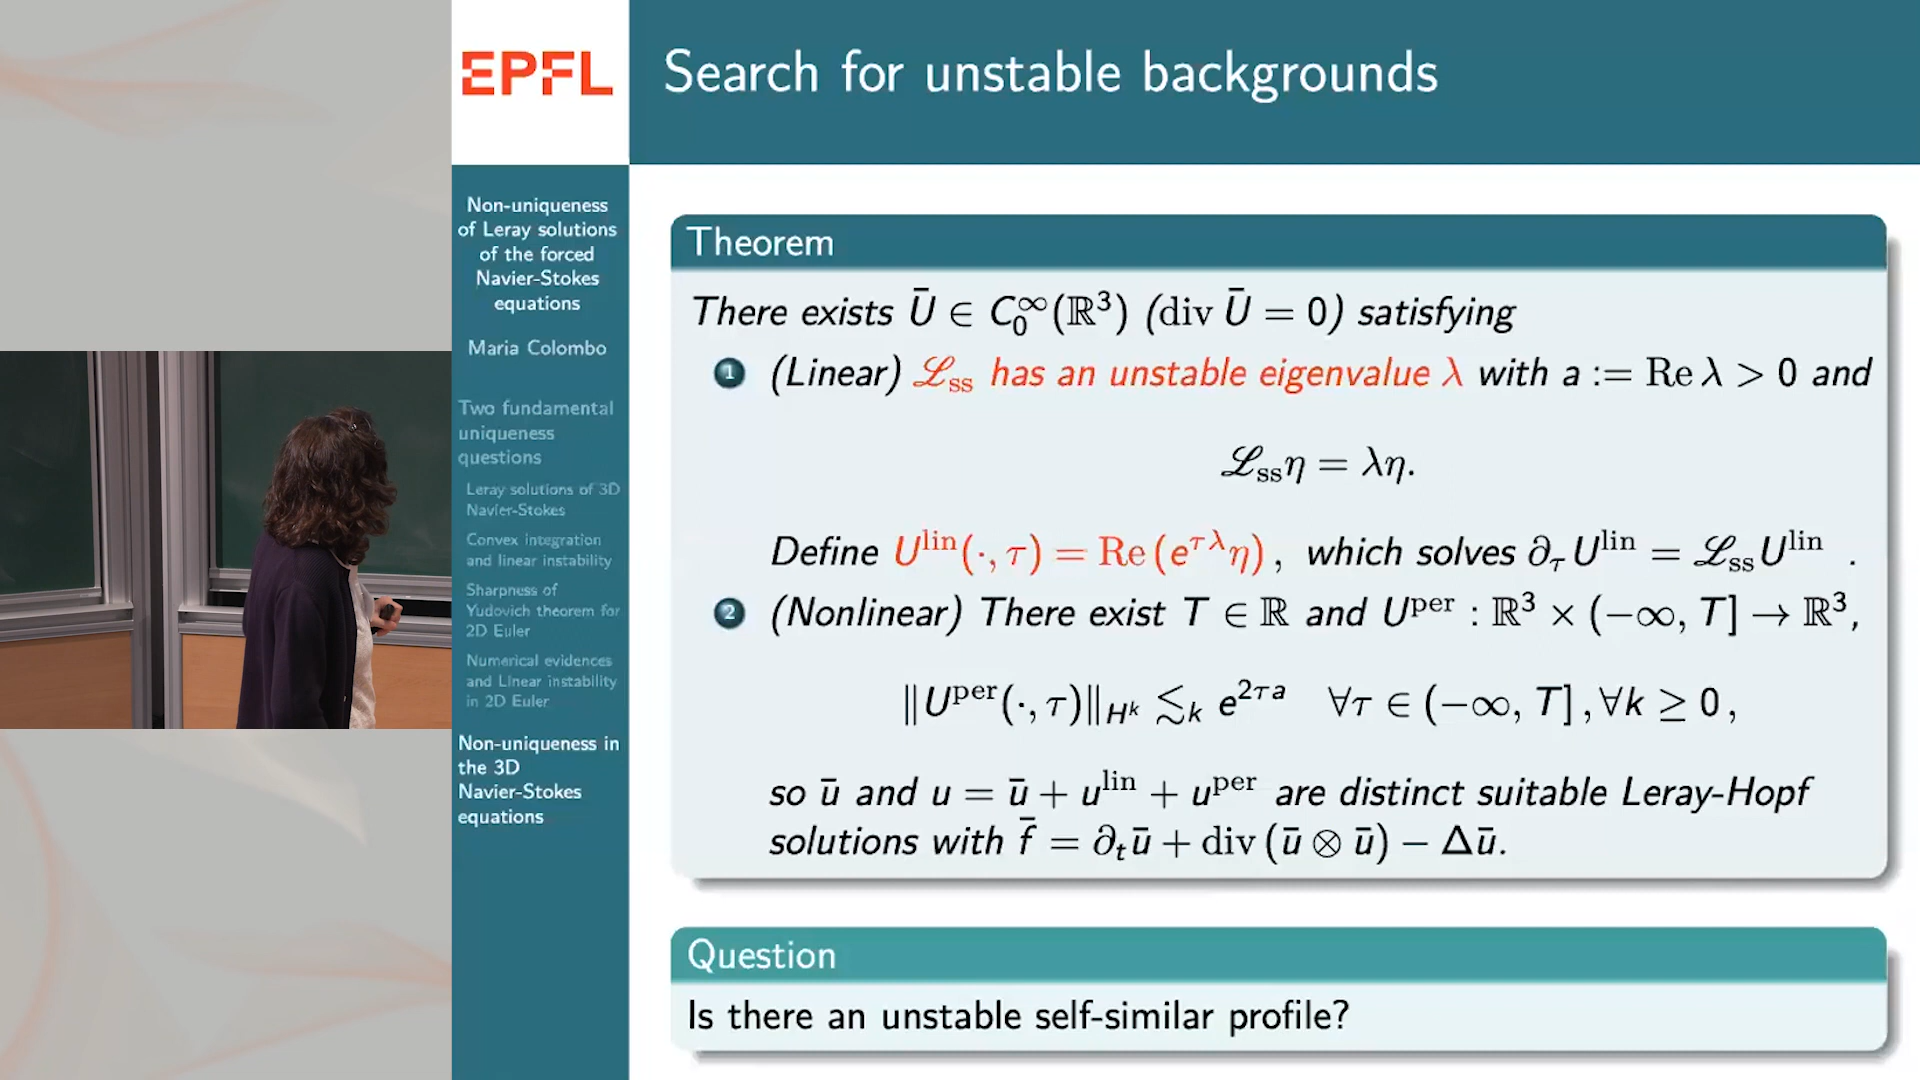 EPFL
Search for unstable backgrounds
Non-uniqueness
of Leray solutions
of the forced
Navier-Stokes
equations
Maria Colombo
Two fundamental
uniqueness
questions
Leray solutions of 3D
Navier-Stokes
Convex integration
and linear instability
Sharpness of
Yudovich theorem for
2D Euler
Numerical evidences
and Linear instability
in 2D Euler
Non-uniqueness in
the 3D
Navier-Stokes
equations
Theorem
There exists Ū ∈ C₀^∞(ℝ³) (div Ū = 0) satisfying
1 (Linear) ℒ_ss has an unstable eigenvalue λ with a := Re λ > 0 and
ℒ_ss η = λη.
Define U^lin(·, τ) = Re (e^{τλ}η), which solves ∂_τ U^lin = ℒ_ss U^lin .
2 (Nonlinear) There exist T ∈ ℝ and U^per : ℝ³ × (−∞, T] → ℝ³,
‖U^per(·, τ)‖_{H^k} ≲_k e^{2τa} ∀τ ∈ (−∞, T], ∀k ≥ 0,
so ū and u = ū + u^lin + u^per are distinct suitable Leray-Hopf
solutions with f̄ = ∂_t ū + div (ū ⊗ ū) − Δū.
Question
Is there an unstable self-similar profile?